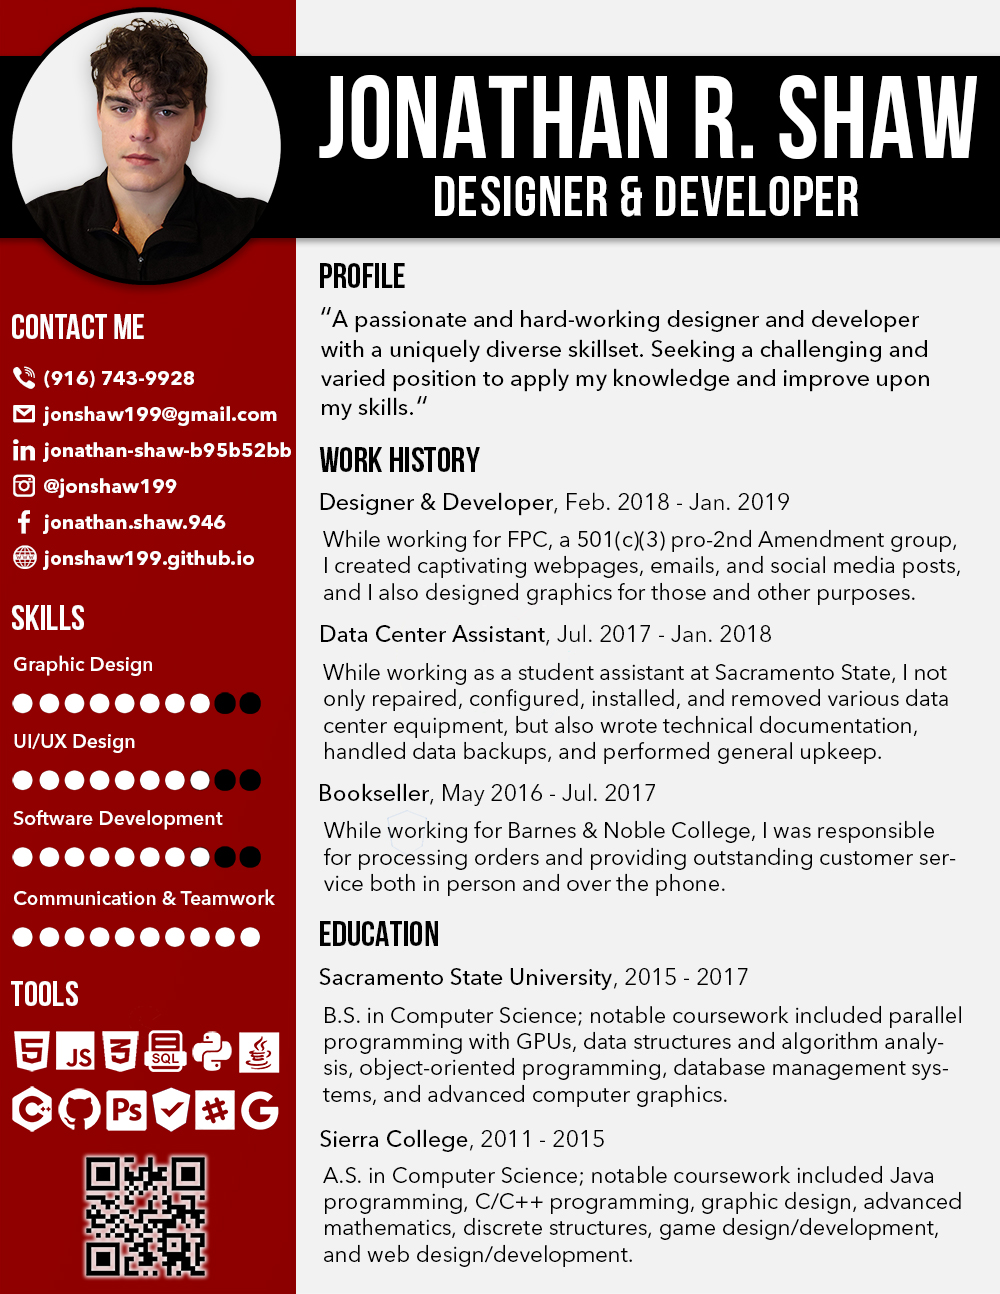 JONATHAN R. SHAW
DESIGNER & DEVELOPER
CONTACT ME
(916) 743-9928
jonshaw199@gmail.com
in jonathan-shaw-b95b52bb
@jonshaw199
f jonathan.shaw.946
jonshaw199.github.io
SKILLS
Graphic Design
UI/UX Design
Software Development
Communication & Teamwork
TOOLS
5 JS 3 SQL
C++ Ps # G
PROFILE
“A passionate and hard-working designer and developer
with a uniquely diverse skillset. Seeking a challenging and
varied position to apply my knowledge and improve upon
my skills.”
WORK HISTORY
Designer & Developer, Feb. 2018 - Jan. 2019
While working for FPC, a 501(c)(3) pro-2nd Amendment group,
I created captivating webpages, emails, and social media posts,
and I also designed graphics for those and other purposes.
Data Center Assistant, Jul. 2017 - Jan. 2018
While working as a student assistant at Sacramento State, I not
only repaired, configured, installed, and removed various data
center equipment, but also wrote technical documentation,
handled data backups, and performed general upkeep.
Bookseller, May 2016 - Jul. 2017
While working for Barnes & Noble College, I was responsible
for processing orders and providing outstanding customer ser-
vice both in person and over the phone.
EDUCATION
Sacramento State University, 2015 - 2017
B.S. in Computer Science; notable coursework included parallel
programming with GPUs, data structures and algorithm analy-
sis, object-oriented programming, database management sys-
tems, and advanced computer graphics.
Sierra College, 2011 - 2015
A.S. in Computer Science; notable coursework included Java
programming, C/C++ programming, graphic design, advanced
mathematics, discrete structures, game design/development,
and web design/development.